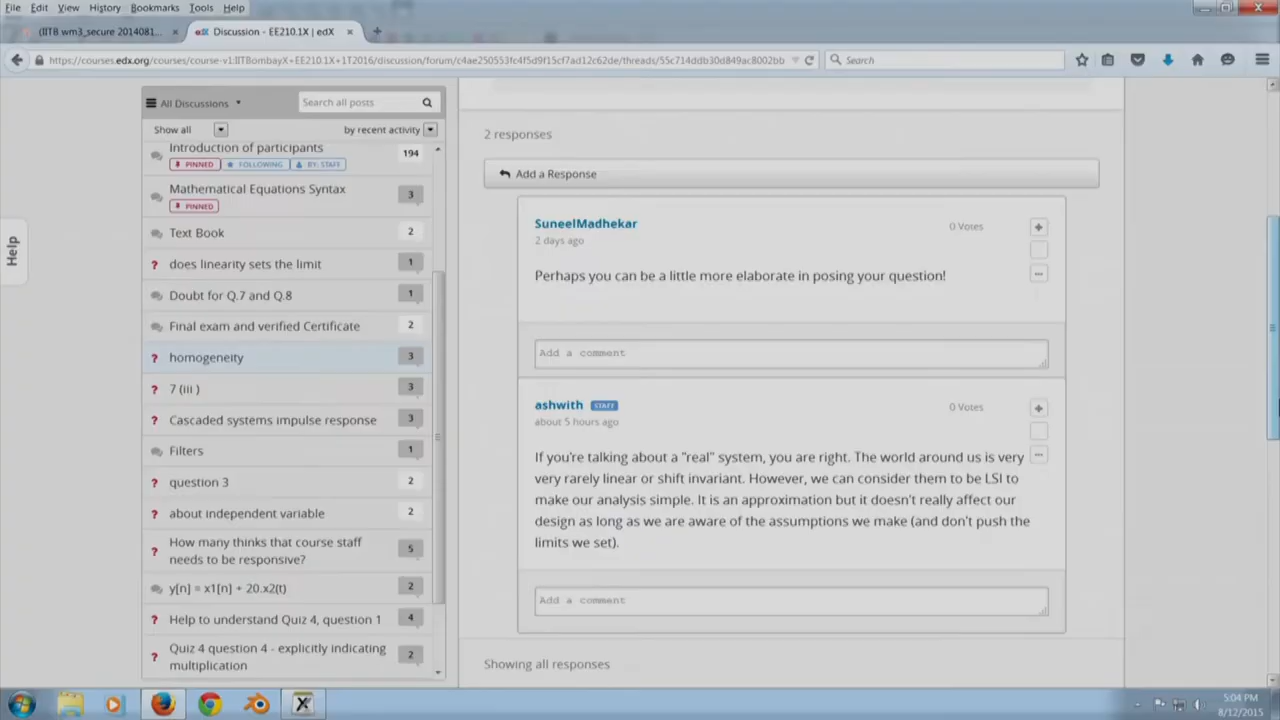 File Edit View History Bookmarks Tools Help
(IITB wm3_secure 2014081... × Discussion - EE210.1X | edX × +
https://courses.edx.org/courses/course-v1:IITBombayX+EE210.1X+1T2016/discussion/forum/c4ae250553fc4f5d9f15cf7ad12c62de/threads/55c714ddb30d849ac8002bb Search
Help
All Discussions Search all posts
Show all by recent activity
Introduction of participants 194
PINNED FOLLOWING BY: STAFF
Mathematical Equations Syntax 3
PINNED
Text Book 2
? does linearity sets the limit 1
Doubt for Q.7 and Q.8 1
Final exam and verified Certificate 2
? homogeneity 3
? 7 (iii ) 3
? Cascaded systems impulse response 3
Filters 1
? question 3 2
? about independent variable 2
? How many thinks that course staff
needs to be responsive? 5
y[n] = x1[n] + 20.x2(t) 2
? Help to understand Quiz 4, question 1 4
? Quiz 4 question 4 - explicitly indicating
multiplication 2
2 responses
Add a Response
SuneelMadhekar 0 Votes +
2 days ago
Perhaps you can be a little more elaborate in posing your question!
Add a comment
ashwith STAFF 0 Votes +
about 5 hours ago
If you're talking about a "real" system, you are right. The world around us is very
very rarely linear or shift invariant. However, we can consider them to be LSI to
make our analysis simple. It is an approximation but it doesn't really affect our
design as long as we are aware of the assumptions we make (and don't push the
limits we set).
Add a comment
Showing all responses
5:04 PM
8/12/2015